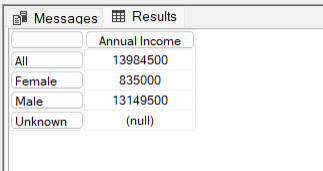 Messages Results
Annual Income
All 13984500
Female 835000
Male 13149500
Unknown (null)